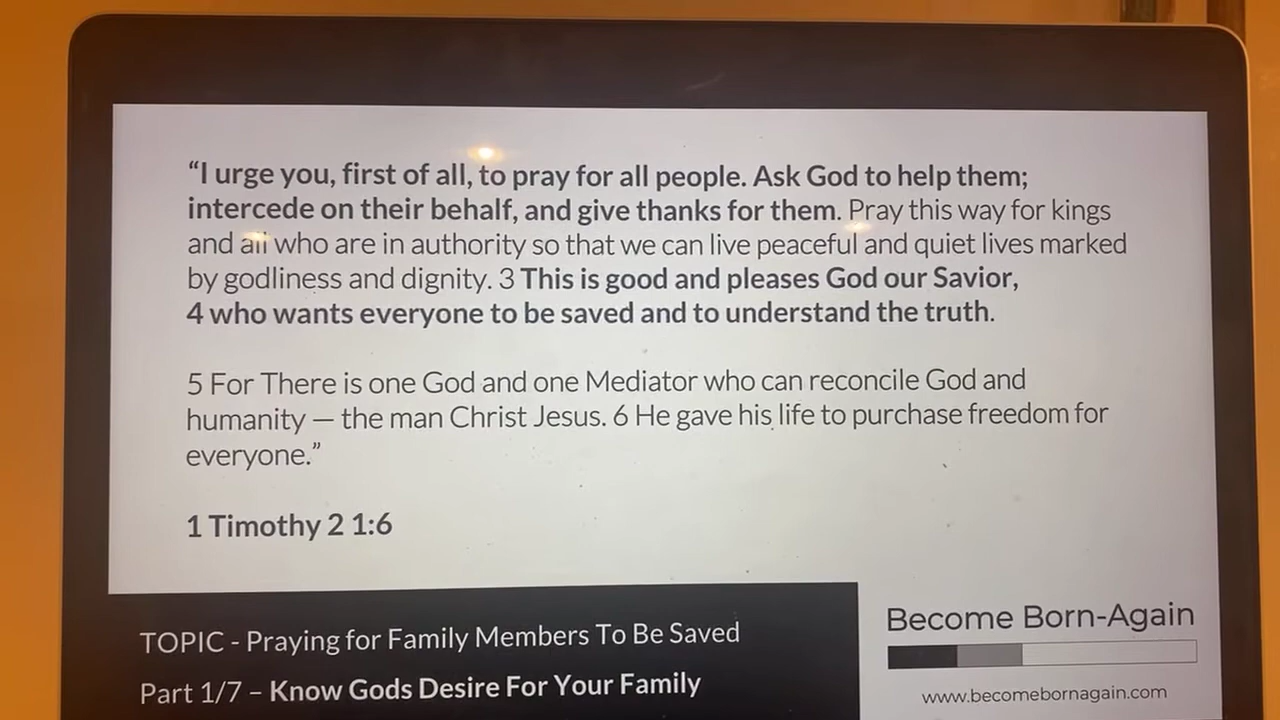 “I urge you, first of all, to pray for all people. Ask God to help them;
intercede on their behalf, and give thanks for them. Pray this way for kings
and all who are in authority so that we can live peaceful and quiet lives marked
by godliness and dignity. 3 This is good and pleases God our Savior,
4 who wants everyone to be saved and to understand the truth.
5 For There is one God and one Mediator who can reconcile God and
humanity — the man Christ Jesus. 6 He gave his life to purchase freedom for
everyone.”
1 Timothy 2 1:6
TOPIC - Praying for Family Members To Be Saved
Part 1/7 – Know Gods Desire For Your Family
Become Born-Again
www.becomebornagain.com